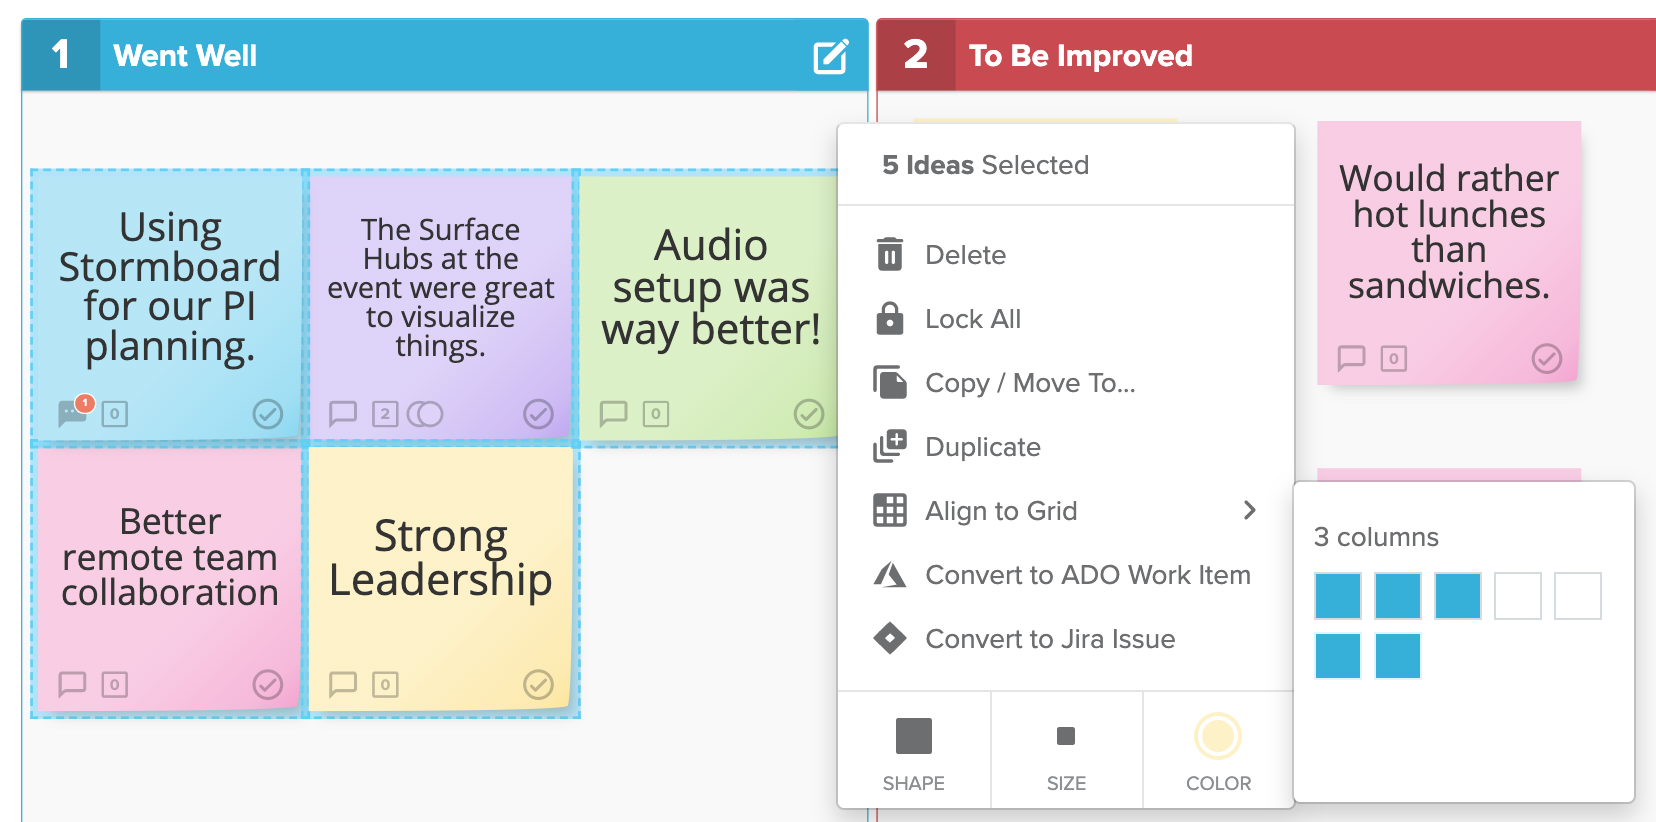 1 Went Well
2 To Be Improved
Using
Stormboard
for our PI
planning.
1
0
The Surface
Hubs at the
event were great
to visualize
things.
2
Audio
setup was
way better!
0
Better
remote team
collaboration
0
Strong
Leadership
0
5 Ideas Selected
Delete
Lock All
Copy / Move To...
Duplicate
Align to Grid
Convert to ADO Work Item
Convert to Jira Issue
SHAPE
SIZE
COLOR
3 columns
Would rather
hot lunches
than
sandwiches.
0